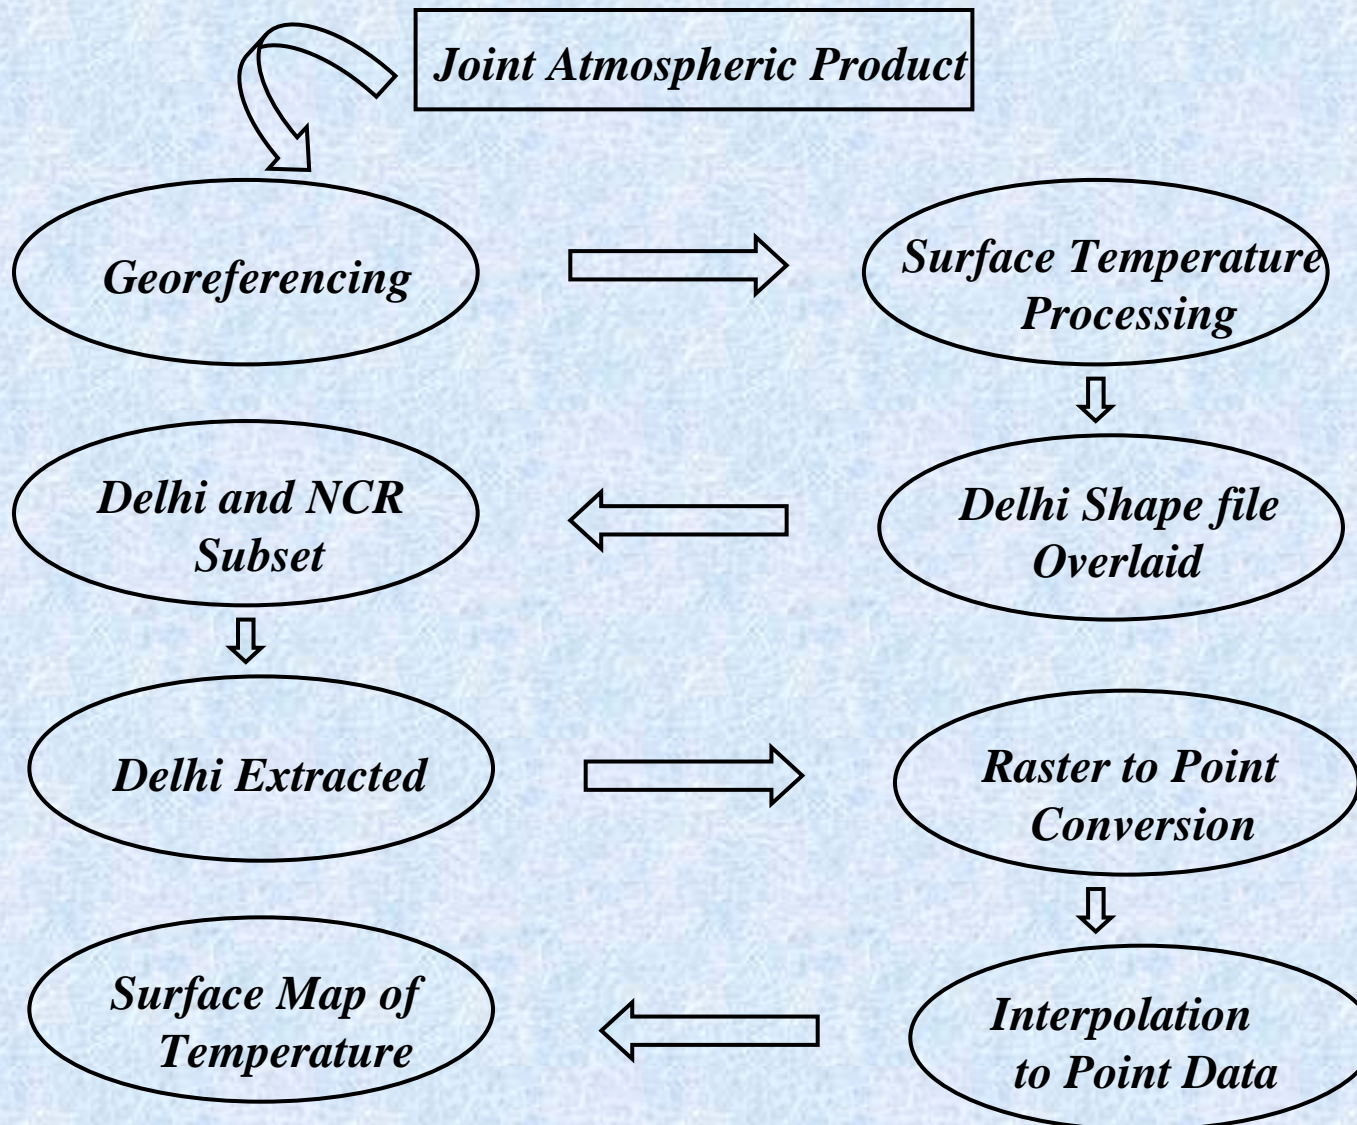 Joint Atmospheric Product
Georeferencing
Surface Temperature
Processing
Delhi Shape file
Overlaid
Delhi and NCR
Subset
Delhi Extracted
Raster to Point
Conversion
Interpolation
to Point Data
Surface Map of
Temperature